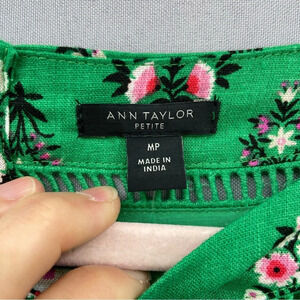 ANN TAYLOR
PETITE
MP
MADE IN
INDIA